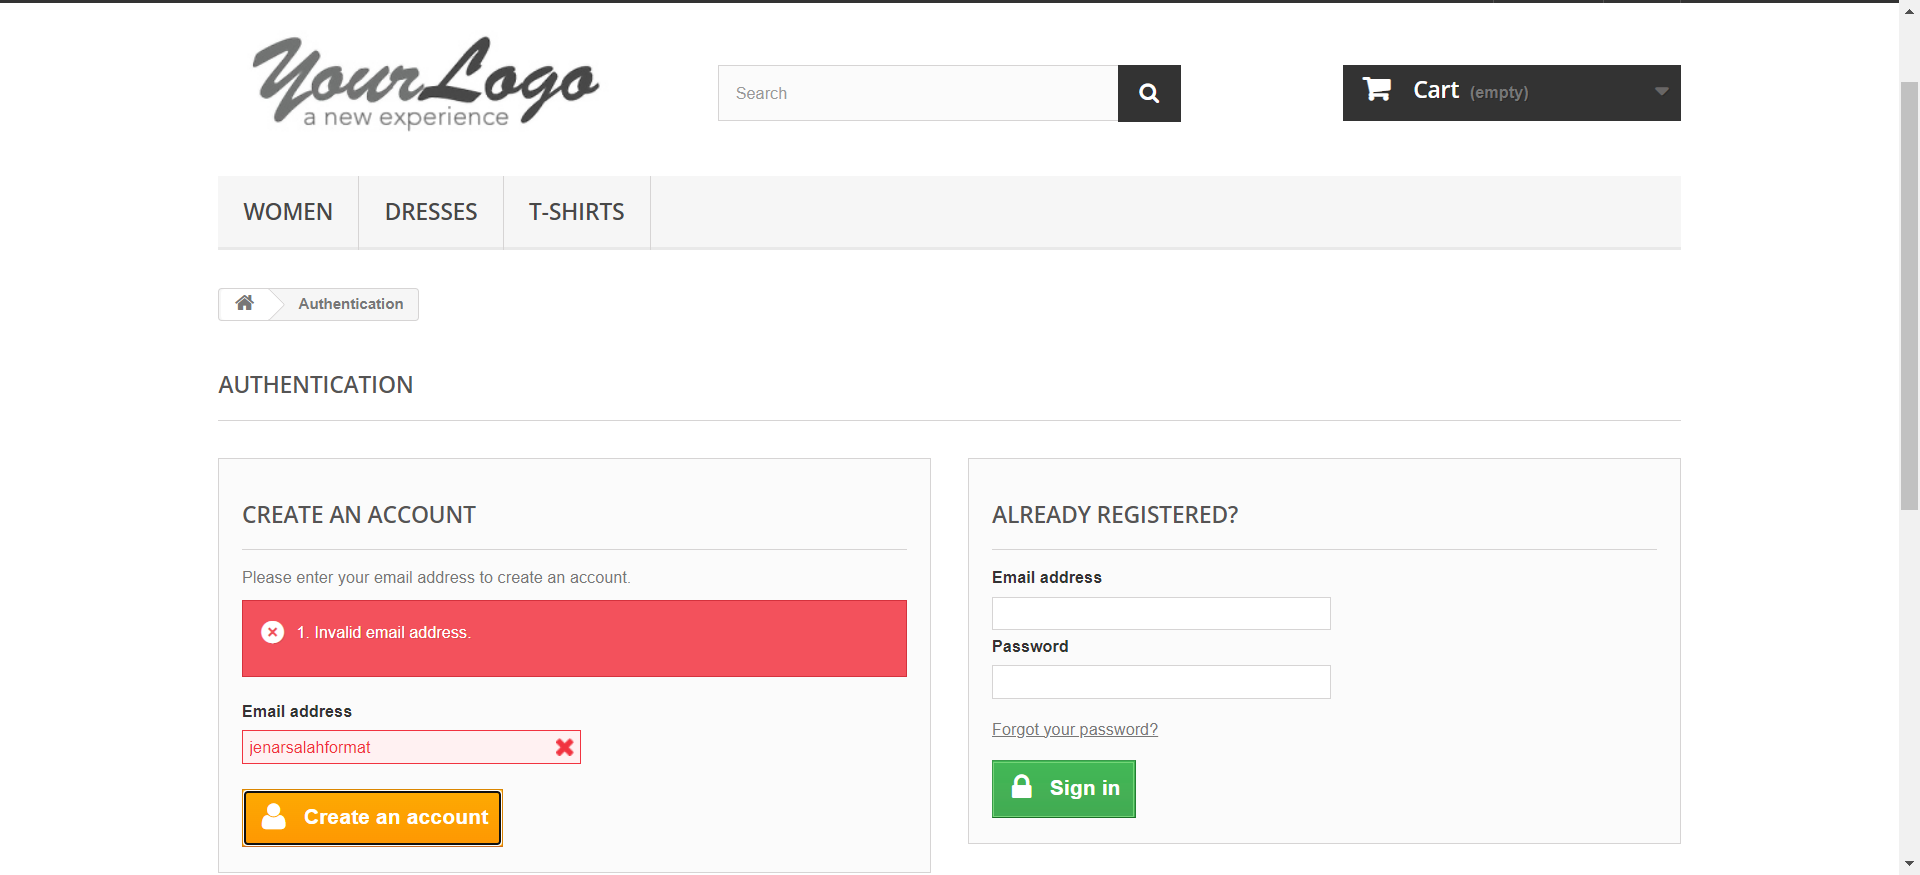 YourLogo
a new experience
Search
Cart (empty)
WOMEN
DRESSES
T-SHIRTS
Authentication
AUTHENTICATION
CREATE AN ACCOUNT
Please enter your email address to create an account.
1. Invalid email address.
Email address
jenarsalahformat
Create an account
ALREADY REGISTERED?
Email address
Password
Forgot your password?
Sign in